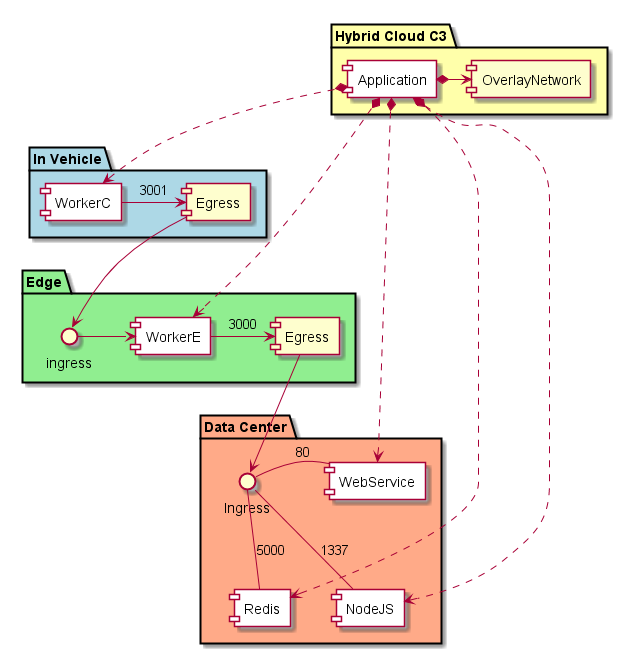 Hybrid Cloud C3
Application
OverlayNetwork
In Vehicle
WorkerC
3001
Egress
Edge
ingress
WorkerE
3000
Egress
Data Center
80
Ingress
WebService
5000
1337
Redis
NodeJS